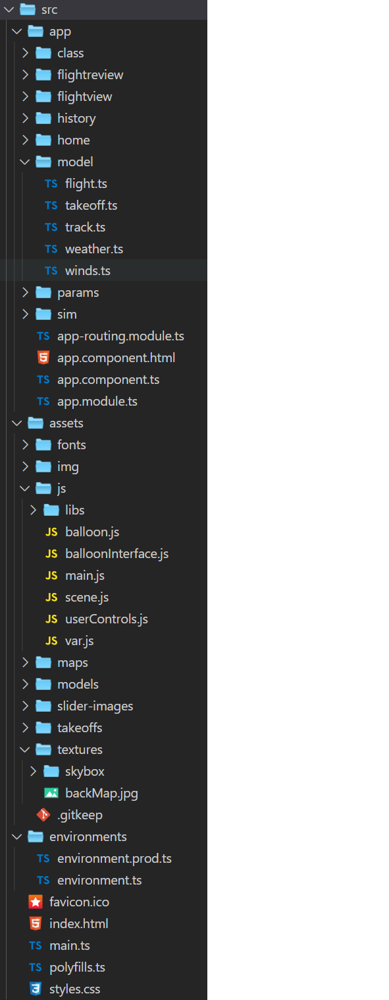 src
app
class
flightreview
flightview
history
home
model
TS flight.ts
TS takeoff.ts
TS track.ts
TS weather.ts
TS winds.ts
params
sim
TS app-routing.module.ts
5 app.component.html
TS app.component.ts
TS app.module.ts
assets
fonts
img
js
libs
JS balloon.js
JS balloonInterface.js
JS main.js
JS scene.js
JS userControls.js
JS var.js
maps
models
slider-images
takeoffs
textures
skybox
backMap.jpg
.gitkeep
environments
TS environment.prod.ts
TS environment.ts
favicon.ico
5 index.html
TS main.ts
TS polyfills.ts
3 styles.css